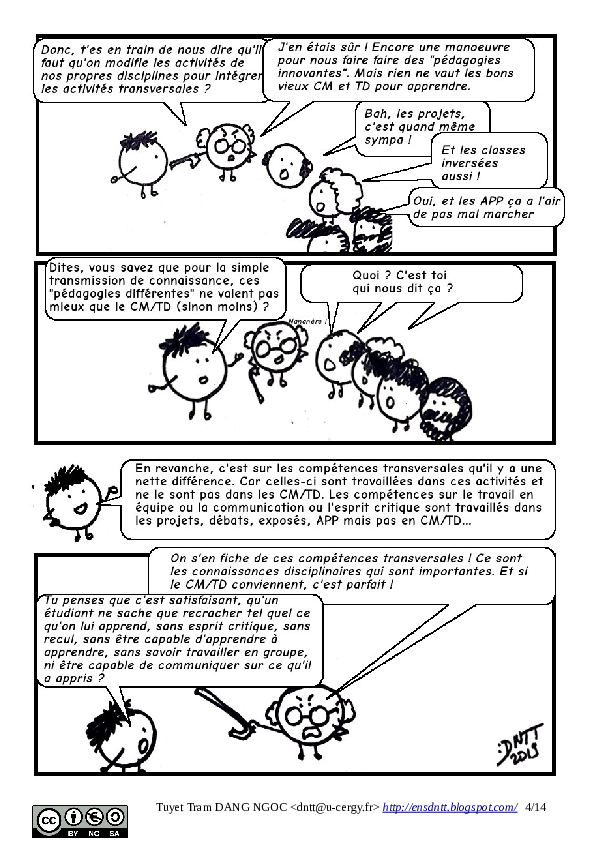 Donc, t'es en train de nous dire qu'il
faut qu'on modifie les activités de
nos propres disciplines pour intégrer
les activités transversales ?
J'en étais sûr ! Encore une manoeuvre
pour nous faire faire des "pédagogies
innovantes". Mais rien ne vaut les bons
vieux CM et TD pour apprendre.
Bah, les projets,
c'est quand même
sympa !
Et les classes
inversées
aussi !
Oui, et les APP ça a l'air
de pas mal marcher
Dites, vous savez que pour la simple
transmission de connaissance, ces
"pédagogies différentes" ne valent pas
mieux que le CM/TD (sinon moins) ?
Quoi ? C'est toi
qui nous dit ça ?
En revanche, c'est sur les compétences transversales qu'il y a une
nette différence. Car celles-ci sont travaillées dans ces activités et
ne le sont pas dans les CM/TD. Les compétences sur le travail en
équipe ou la communication ou l'esprit critique sont travaillés dans
les projets, débats, exposés, APP mais pas en CM/TD...
On s'en fiche de ces compétences transversales ! Ce sont
les connaissances disciplinaires qui sont importantes. Et si
le CM/TD conviennent, c'est parfait !
Tu penses que c'est satisfaisant, qu'un
étudiant ne sache que recracher tel quel ce
qu'on lui apprend, sans esprit critique, sans
recul, sans être capable d'apprendre à
apprendre, sans savoir travailler en groupe,
ni être capable de communiquer sur ce qu'il
a appris ?
:DNTT
2019
Tuyet Tram DANG NGOC <dntt@u-cergy.fr> http://ensdntt.blogspot.com/ 4/14
cc BY NC SA